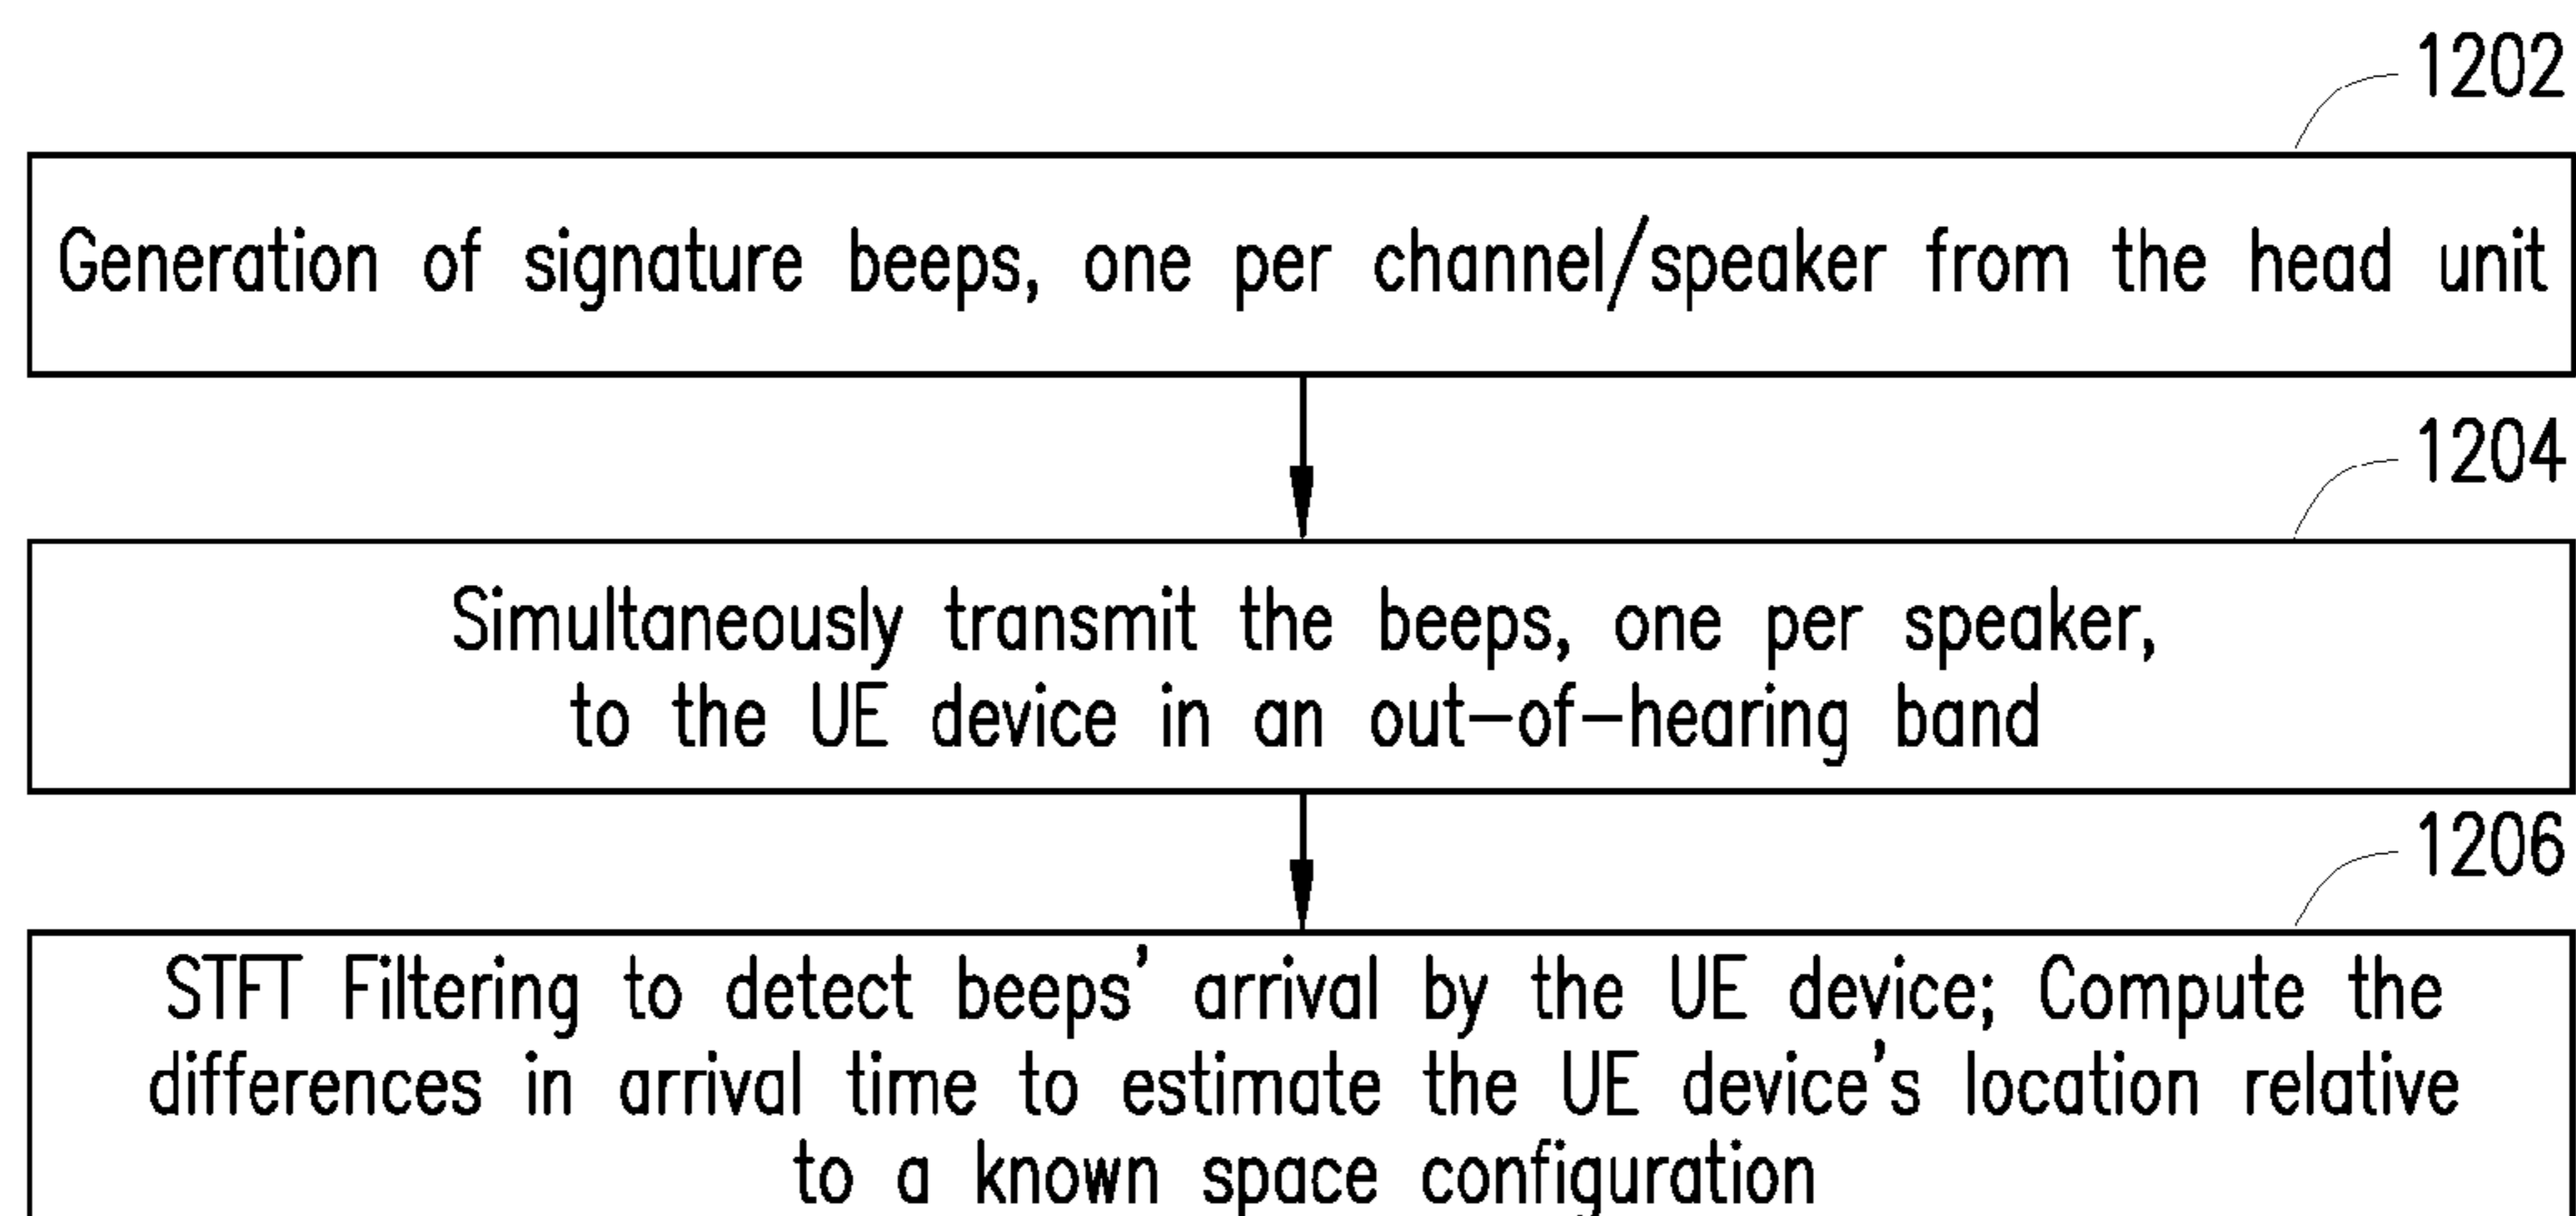 1202
Generation of signature beeps, one per channel/speaker from the head unit
1204
Simultaneously transmit the beeps, one per speaker,
to the UE device in an out-of-hearing band
1206
STFT Filtering to detect beeps' arrival by the UE device; Compute the
differences in arrival time to estimate the UE device's location relative
to a known space configuration